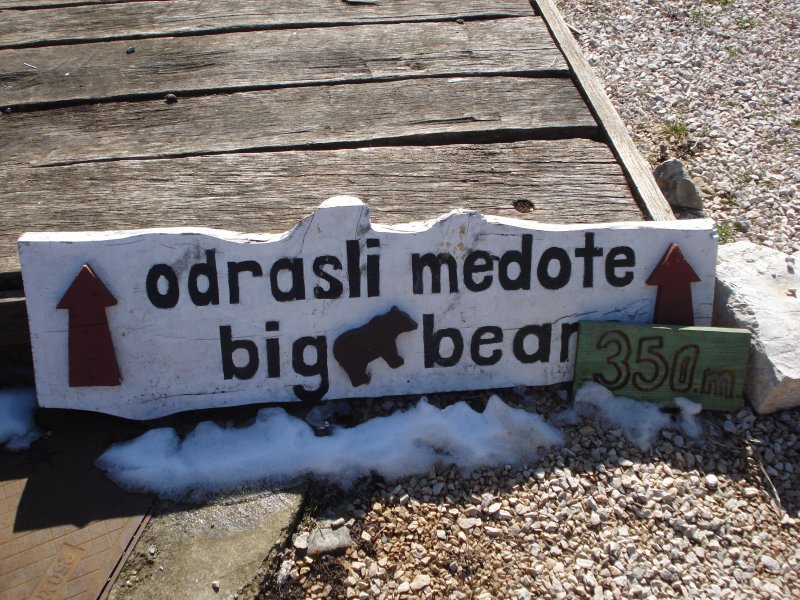 odrasli medote
big bear
350.m.